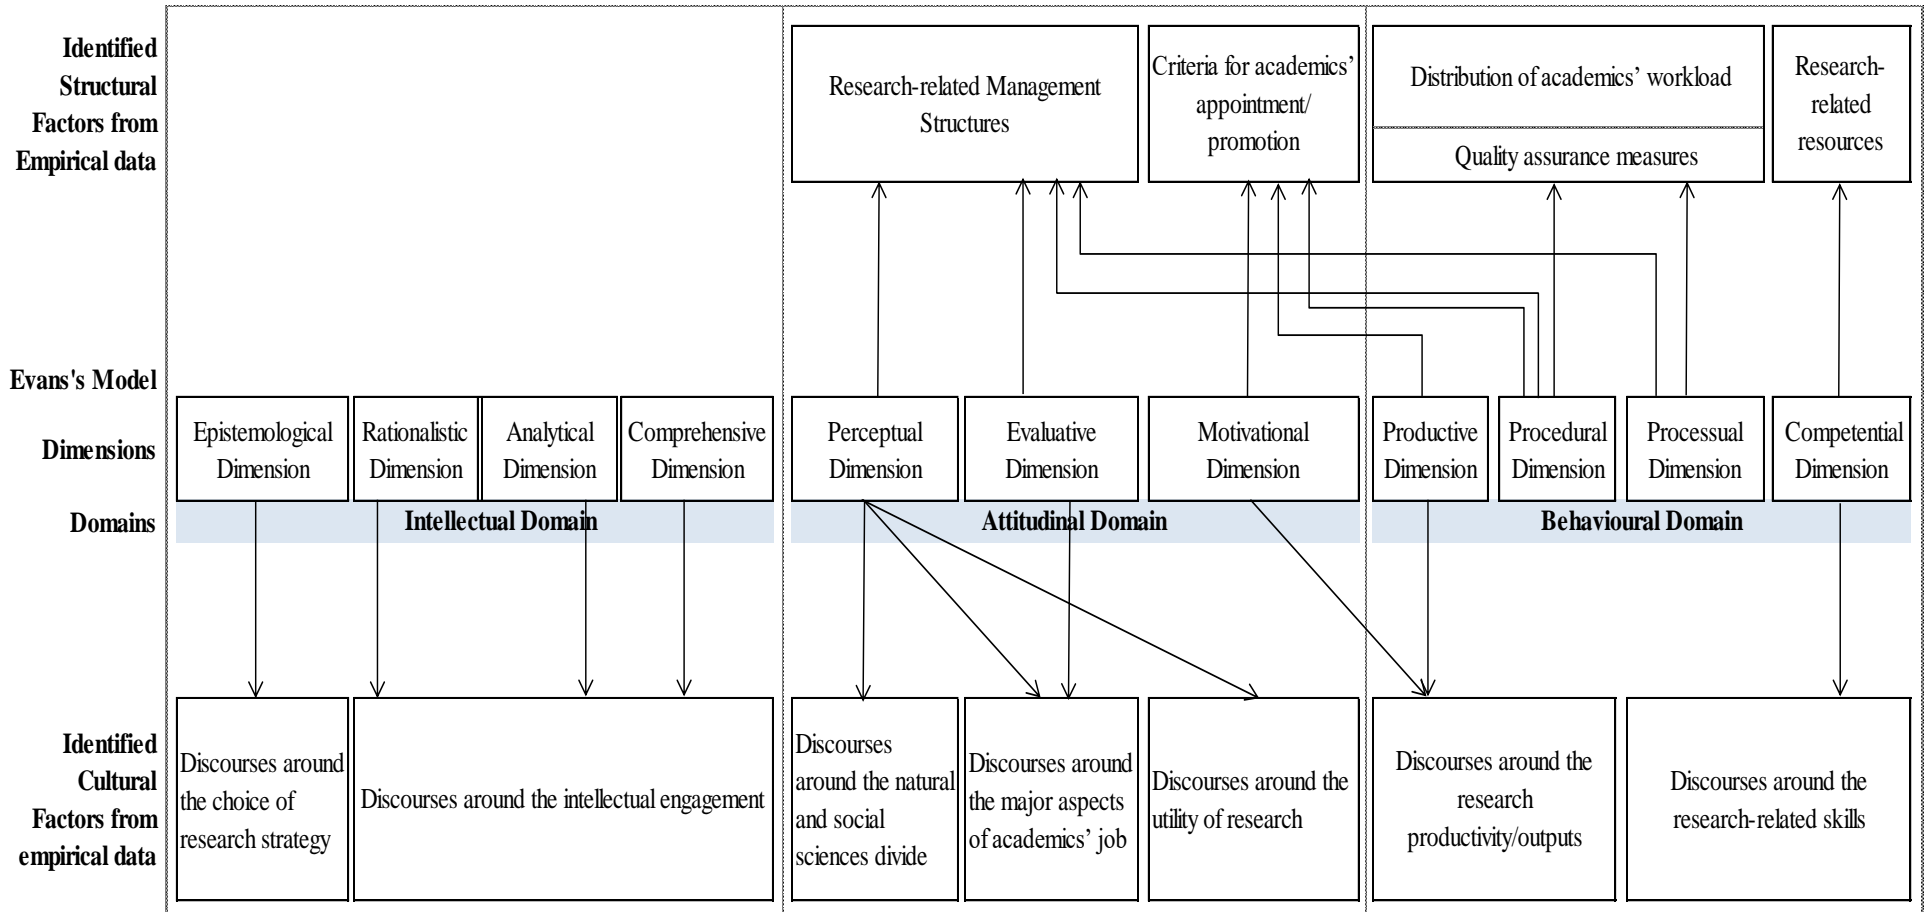 Identified
Structural
Factors from
Empirical data
Research-related Management
Structures
Criteria for academics’
appointment/
promotion
Distribution of academics’ workload
Quality assurance measures
Research-
related
resources
Evans's Model
Dimensions
Epistemological
Dimension
Rationalistic
Dimension
Analytical
Dimension
Comprehensive
Dimension
Perceptual
Dimension
Evaluative
Dimension
Motivational
Dimension
Productive
Dimension
Procedural
Dimension
Processual
Dimension
Competential
Dimension
Domains
Intellectual Domain
Attitudinal Domain
Behavioural Domain
Identified
Cultural
Factors from
empirical data
Discourses around
the choice of
research strategy
Discourses around the intellectual engagement
Discourses
around the natural
and social
sciences divide
Discourses around
the major aspects
of academics’ job
Discourses around the
utility of research
Discourses around the
research
productivity/outputs
Discourses around the
research-related skills